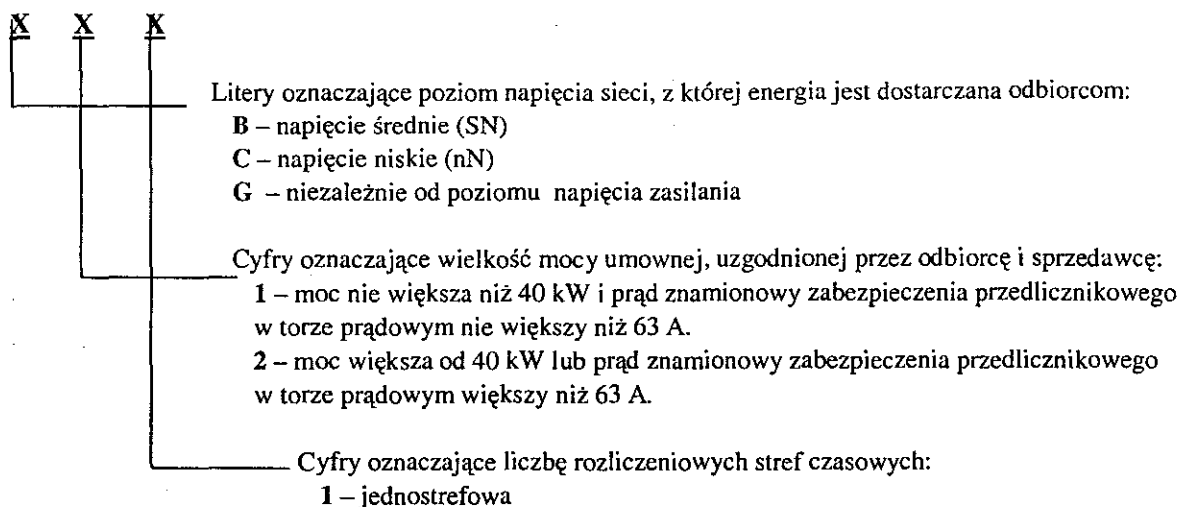 X X X
Litery oznaczające poziom napięcia sieci, z której energia jest dostarczana odbiorcom:
B – napięcie średnie (SN)
C – napięcie niskie (nN)
G – niezależnie od poziomu napięcia zasilania
Cyfry oznaczające wielkość mocy umownej, uzgodnionej przez odbiorcę i sprzedawcę:
1 – moc nie większa niż 40 kW i prąd znamionowy zabezpieczenia przedlicznikowego
w torze prądowym nie większy niż 63 A.
2 – moc większa od 40 kW lub prąd znamionowy zabezpieczenia przedlicznikowego
w torze prądowym większy niż 63 A.
Cyfry oznaczające liczbę rozliczeniowych stref czasowych:
1 – jednostrefowa